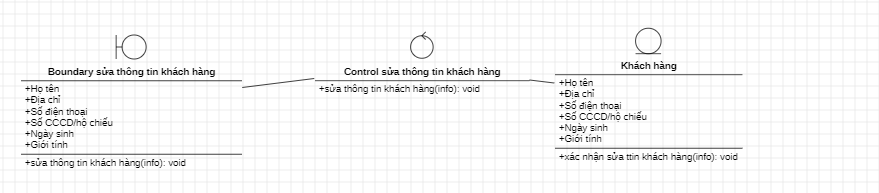 Boundary sửa thông tin khách hàng
+Họ tên
+Địa chỉ
+Số điện thoại
+Số CCCD/hộ chiếu
+Ngày sinh
+Giới tính
+sửa thông tin khách hàng(info): void
Control sửa thông tin khách hàng
+sửa thông tin khách hàng(info): void
Khách hàng
+Họ tên
+Địa chỉ
+Số điện thoại
+Số CCCD/hộ chiếu
+Ngày sinh
+Giới tính
+xác nhận sửa ttin khách hàng(info): void